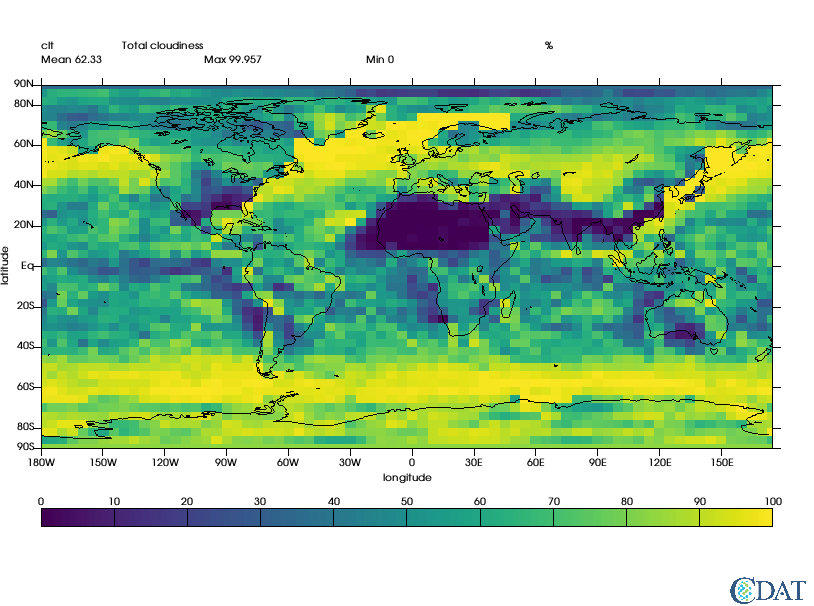 clt Total cloudiness %
Mean 62.33 Max 99.957 Min 0
90N
80N
60N
40N
20N
Eq
20S
40S
60S
80S
90S
latitude
180W 150W 120W 90W 60W 30W 0 30E 60E 90E 120E 150E
longitude
0 10 20 30 40 50 60 70 80 90 100
CDAT